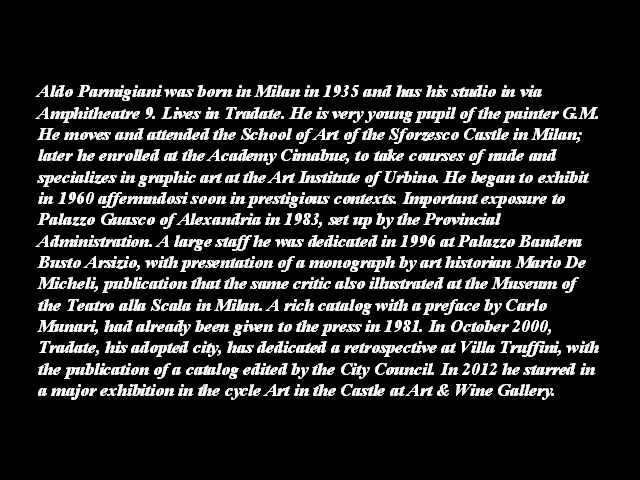 Aldo Parmigiani was born in Milan in 1935 and has his studio in via
Amphitheatre 9. Lives in Tradate. He is very young pupil of the painter G.M.
He moves and attended the School of Art of the Sforzesco Castle in Milan;
later he enrolled at the Academy Cimabue, to take courses of nude and
specializes in graphic art at the Art Institute of Urbino. He began to exhibit
in 1960 affermndosi soon in prestigious contexts. Important exposure to
Palazzo Guasco of Alexandria in 1983, set up by the Provincial
Administration. A large staff he was dedicated in 1996 at Palazzo Bandera
Busto Arsizio, with presentation of a monograph by art historian Mario De
Micheli, publication that the same critic also illustrated at the Museum of
the Teatro alla Scala in Milan. A rich catalog with a preface by Carlo
Munari, had already been given to the press in 1981. In October 2000,
Tradate, his adopted city, has dedicated a retrospective at Villa Truffini, with
the publication of a catalog edited by the City Council. In 2012 he starred in
a major exhibition in the cycle Art in the Castle at Art & Wine Gallery.